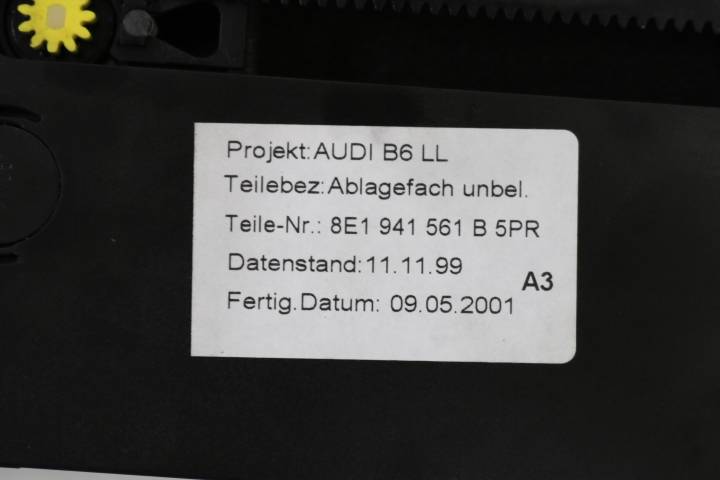 Projekt: AUDI B6 LL
Teilebez: Ablagefach unbel.
Teile-Nr.: 8E1 941 561 B 5PR
Datenstand: 11.11.99
A3
Fertig.Datum: 09.05.2001